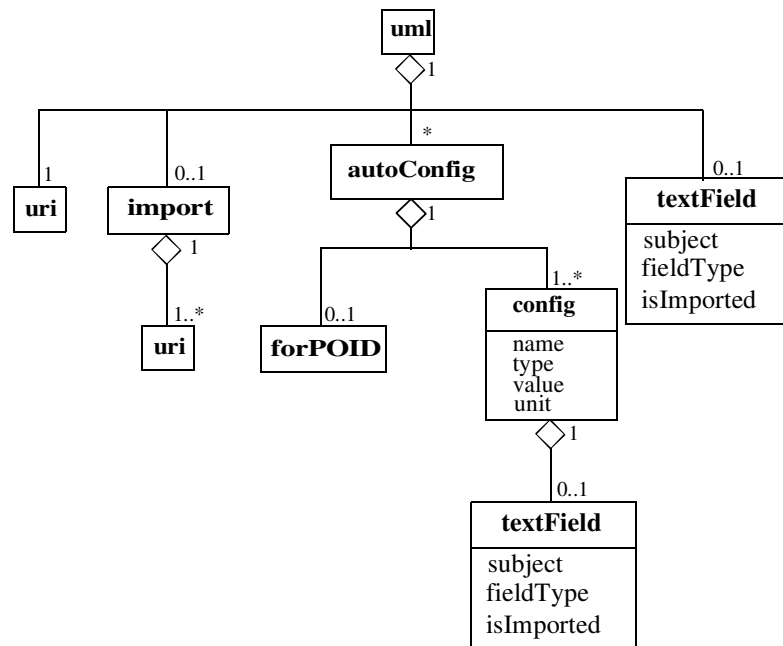 uml
1
1
0..1
*
0..1
uri
import
autoConfig
textField
subject
fieldType
isImported
1
1
1..*
0..1
1..*
uri
forPOID
config
name
type
value
unit
1
0..1
textField
subject
fieldType
isImported